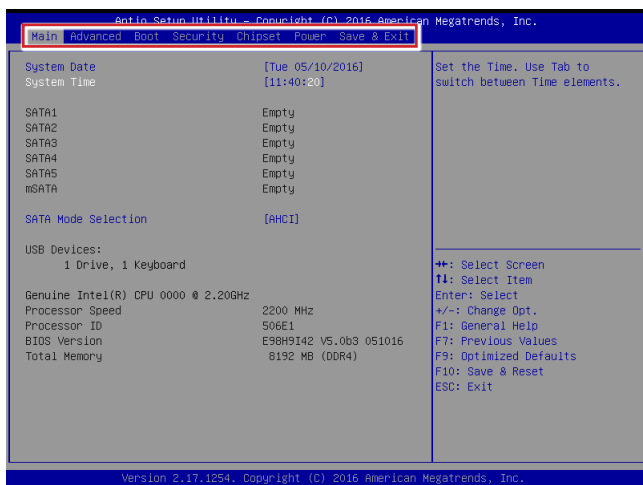 Aptio Setup Utility – Copyright (C) 2016 American Megatrends, Inc.
Main Advanced Boot Security Chipset Power Save & Exit
System Date [Tue 05/10/2016] Set the Time. Use Tab to
System Time [11:40:20] switch between Time elements.
SATA1 Empty
SATA2 Empty
SATA3 Empty
SATA4 Empty
SATA5 Empty
mSATA Empty
SATA Mode Selection [AHCI]
USB Devices:
1 Drive, 1 Keyboard
→←: Select Screen
↑↓: Select Item
Genuine Intel(R) CPU 0000 @ 2.20GHz Enter: Select
Processor Speed 2200 MHz +/-: Change Opt.
Processor ID 506E1 F1: General Help
BIOS Version E98H9I42 V5.0b3 051016 F7: Previous Values
Total Memory 8192 MB (DDR4) F9: Optimized Defaults
F10: Save & Reset
ESC: Exit
Version 2.17.1254. Copyright (C) 2016 American Megatrends, Inc.